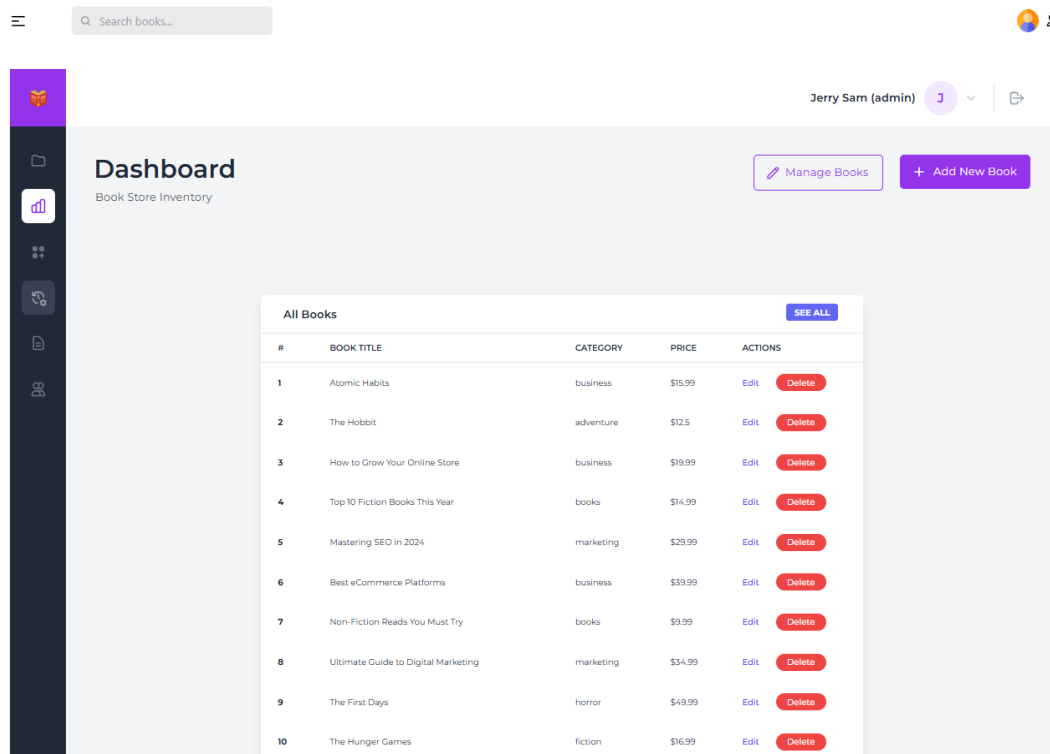 Search books...
Jerry Sam (admin) J
Dashboard
Book Store Inventory
Manage Books
+ Add New Book
All Books SEE ALL
# BOOK TITLE CATEGORY PRICE ACTIONS
1 Atomic Habits business $15.99 Edit Delete
2 The Hobbit adventure $12.5 Edit Delete
3 How to Grow Your Online Store business $19.99 Edit Delete
4 Top 10 Fiction Books This Year books $14.99 Edit Delete
5 Mastering SEO in 2024 marketing $29.99 Edit Delete
6 Best eCommerce Platforms business $39.99 Edit Delete
7 Non-Fiction Reads You Must Try books $9.99 Edit Delete
8 Ultimate Guide to Digital Marketing marketing $34.99 Edit Delete
9 The First Days horror $49.99 Edit Delete
10 The Hunger Games fiction $16.99 Edit Delete